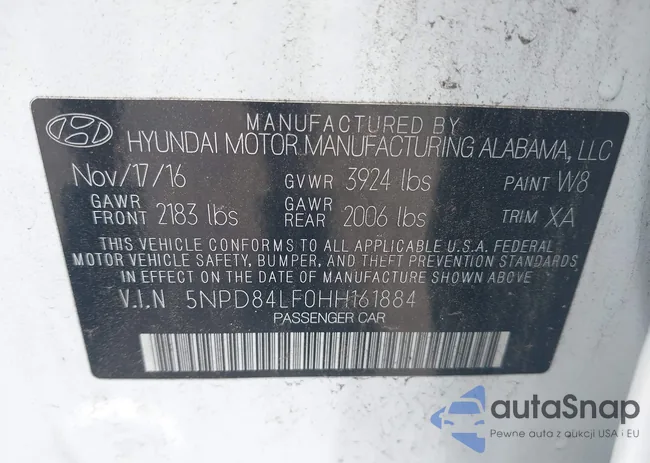 MANUFACTURED BY
HYUNDAI MOTOR MANUFACTURING ALABAMA, LLC
Nov/17/16 GVWR 3924 lbs PAINT W8
GAWR FRONT 2183 lbs GAWR REAR 2006 lbs TRIM XA
THIS VEHICLE CONFORMS TO ALL APPLICABLE U.S.A. FEDERAL
MOTOR VEHICLE SAFETY, BUMPER, AND THEFT PREVENTION STANDARDS
IN EFFECT ON THE DATE OF MANUFACTURE SHOWN ABOVE.
V.I.N 5NPD84LF0HH161884
PASSENGER CAR
autaSnap
Pewne auta z aukcji USA i EU